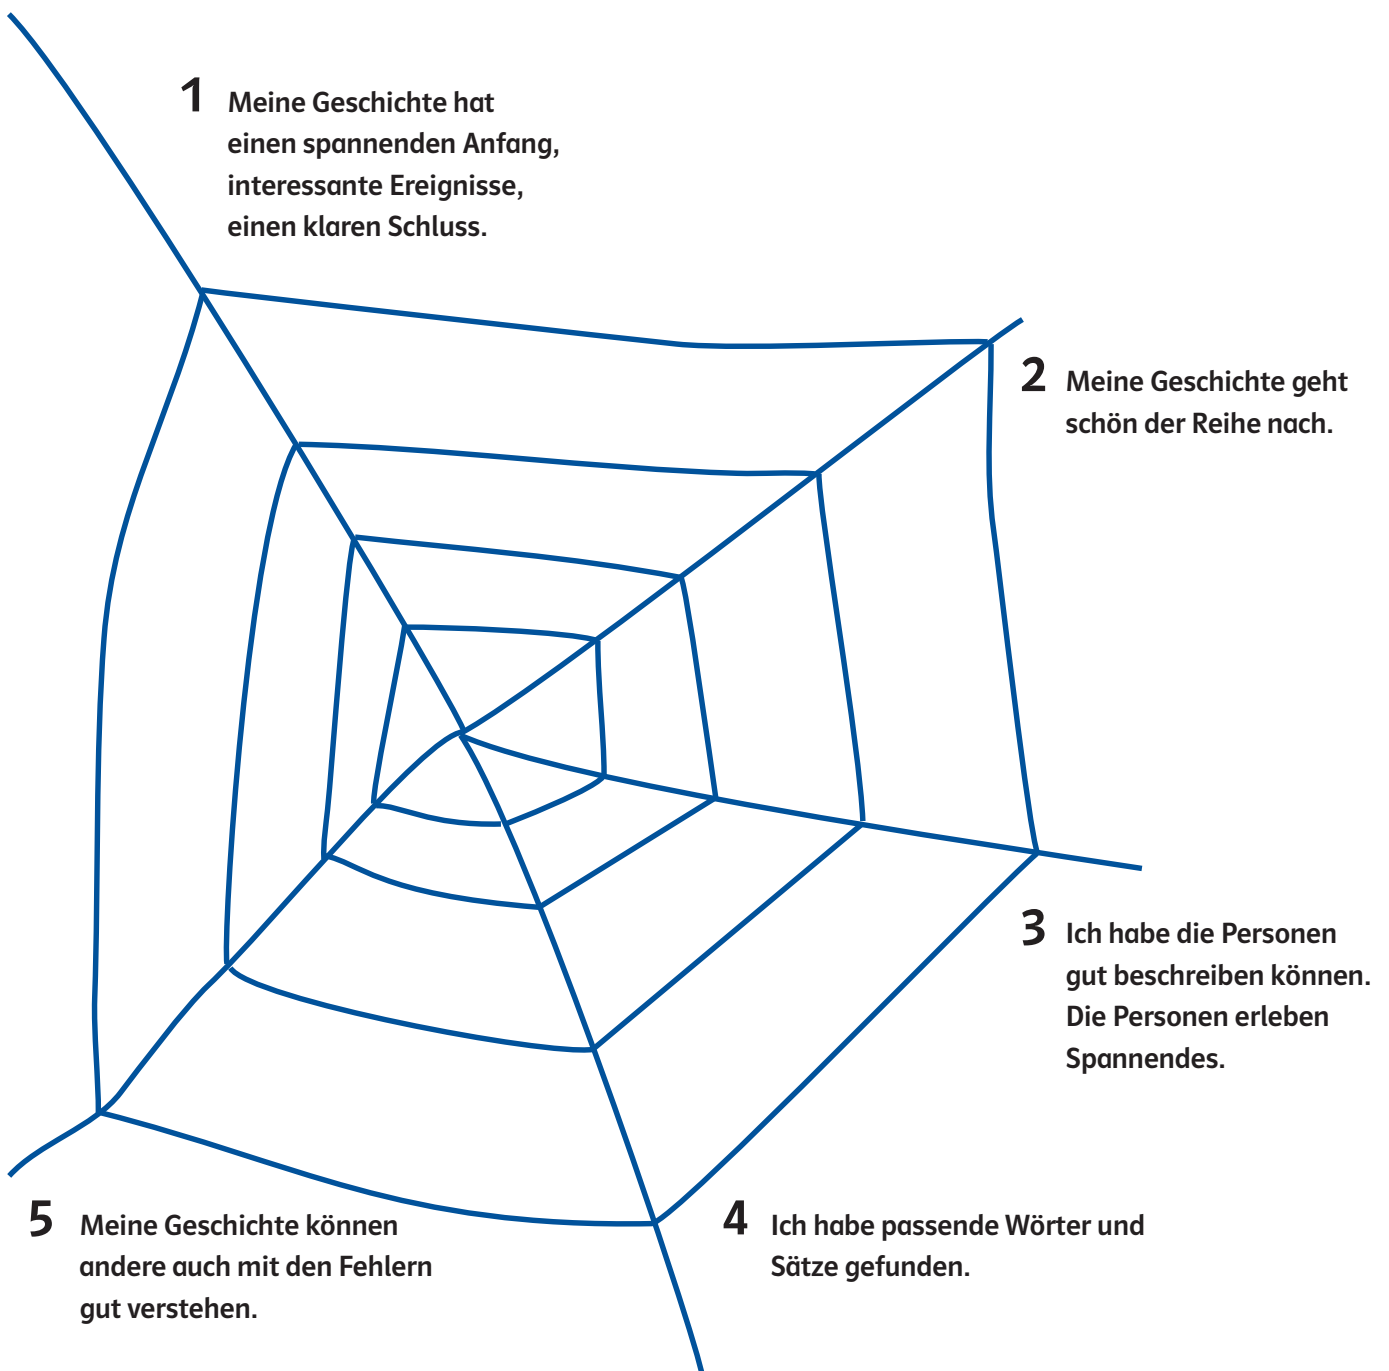 1 Meine Geschichte hat
einen spannenden Anfang,
interessante Ereignisse,
einen klaren Schluss.
2 Meine Geschichte geht
schön der Reihe nach.
3 Ich habe die Personen
gut beschreiben können.
Die Personen erleben
Spannendes.
4 Ich habe passende Wörter und
Sätze gefunden.
5 Meine Geschichte können
andere auch mit den Fehlern
gut verstehen.